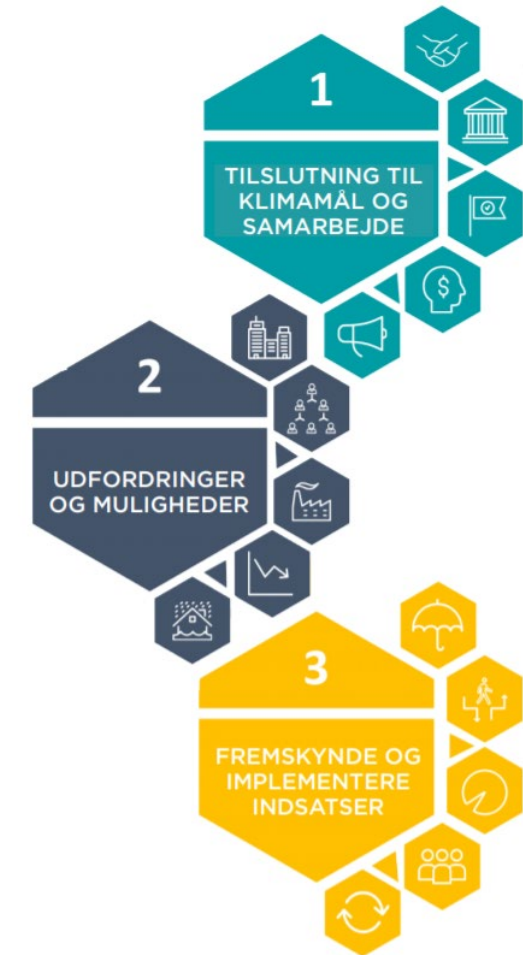 1
TILSLUTNING TIL
KLIMAMÅL OG
SAMARBEJDE
$
2
UDFORDRINGER
OG MULIGHEDER
3
FREMSKYNDE OG
IMPLEMENTERE
INDSATSER